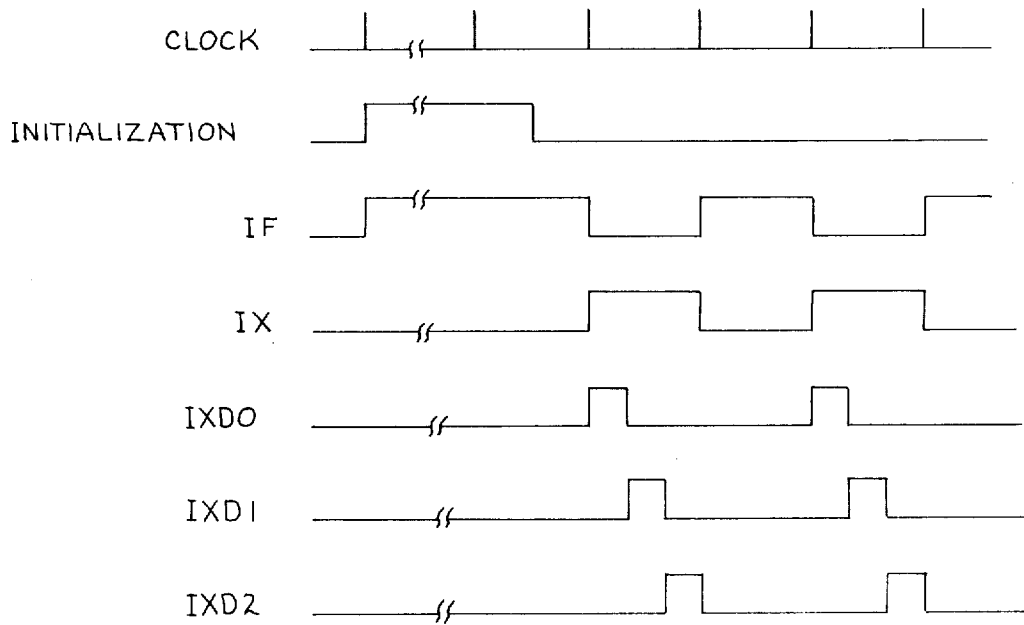 CLOCK
INITIALIZATION
IF
IX
IXD0
IXD1
IXD2